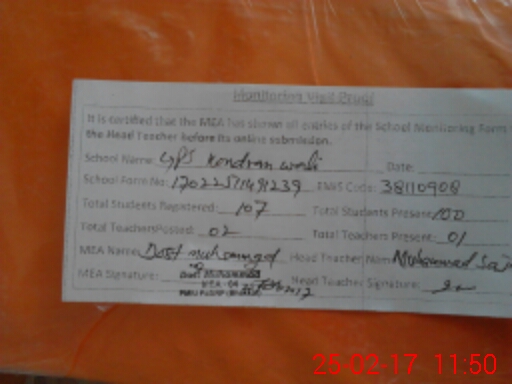 Monitoring Visit Proof
It is certified that the MEA has shown all entries of the School Monitoring Form
the Head Teacher before its online submission.
School Name: GPS Kondran wali Date:
School Form No: EMIS Code: 38110908
Total Students Registered: 107 Total Students Present: 100
Total Teachers Posted: 02 Total Teachers Present: 01
MEA Name: Dost muhammad Head Teacher Name: Muhammad
MEA Signature: Head Teacher Signature:
25-02-17 11:50